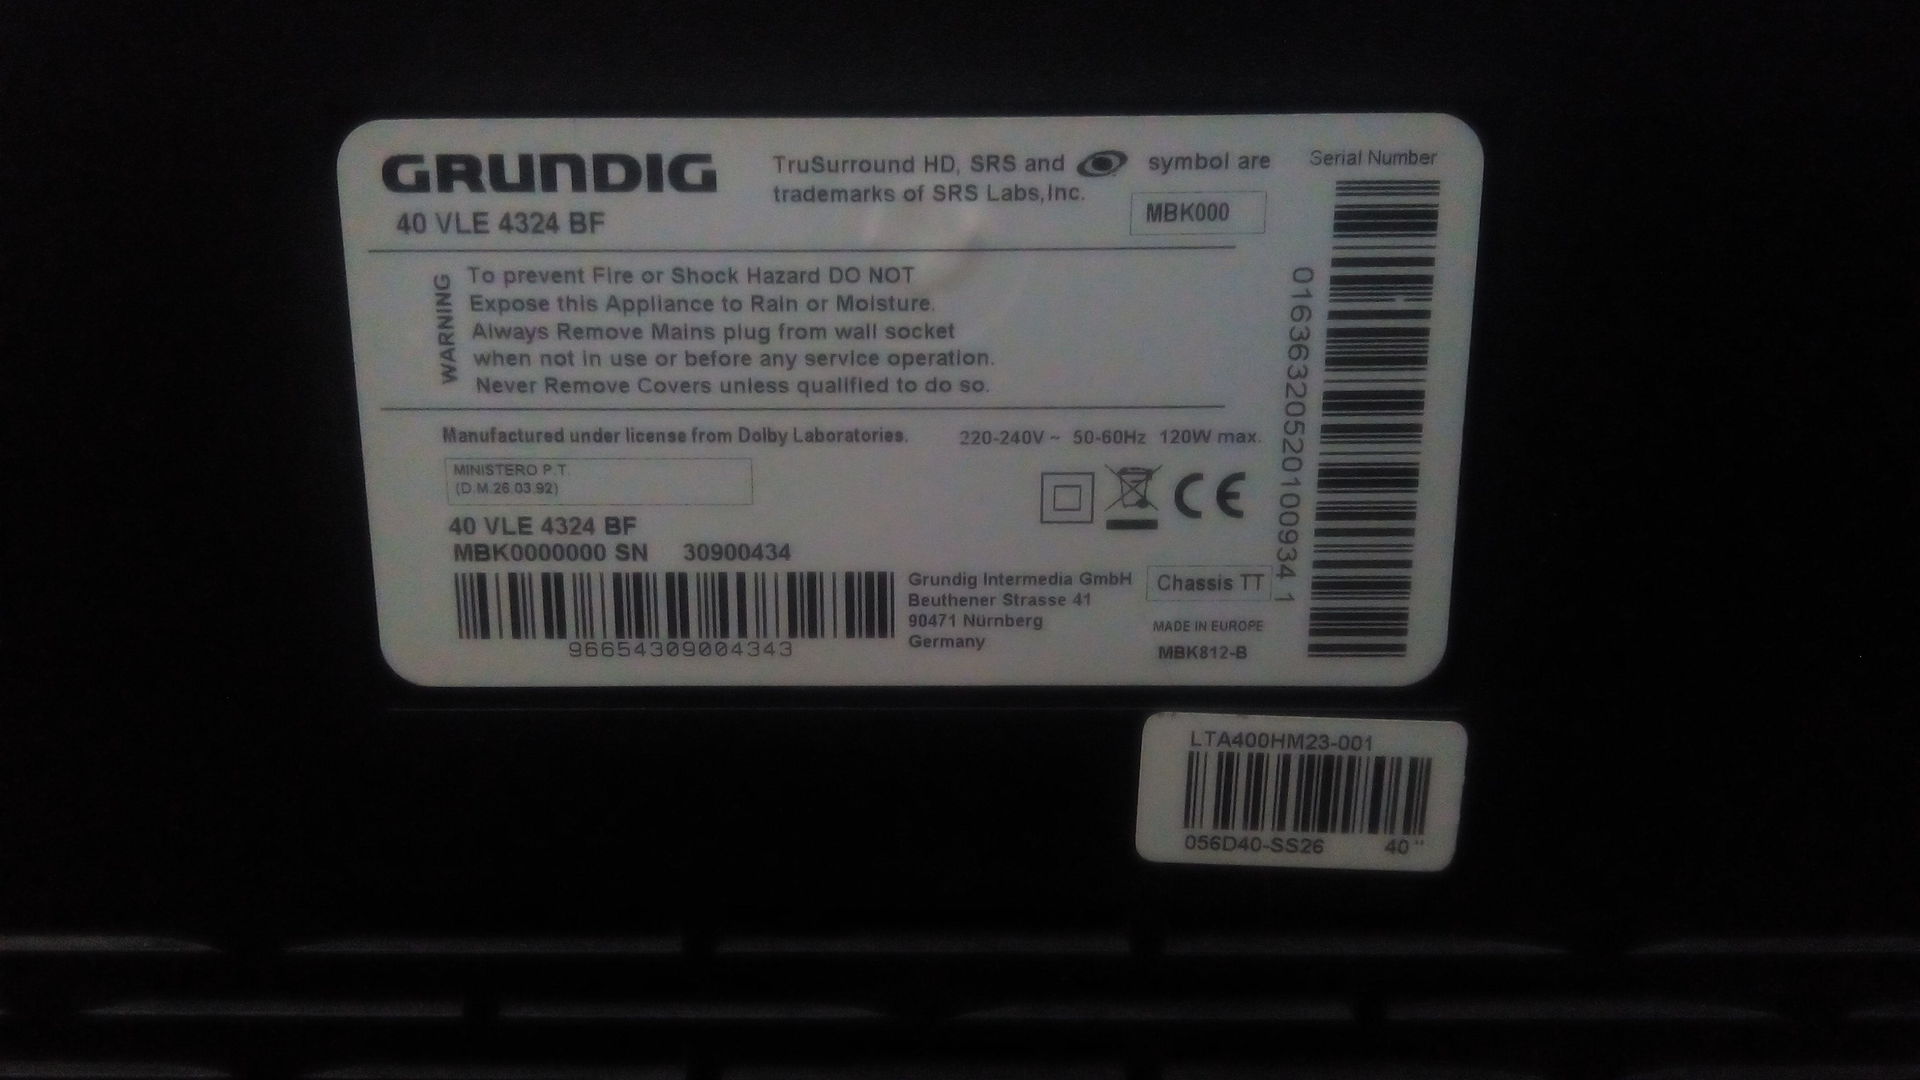 GRUNDIG
40 VLE 4324 BF
TruSurround HD, SRS and symbol are
trademarks of SRS Labs,Inc.
MBK000
Serial Number
01636320520100934 1
WARNING
To prevent Fire or Shock Hazard DO NOT
Expose this Appliance to Rain or Moisture.
Always Remove Mains plug from wall socket
when not in use or before any service operation.
Never Remove Covers unless qualified to do so.
Manufactured under license from Dolby Laboratories.
220-240V ~ 50-60Hz 120W max.
MINISTERO P.T.
(D.M.26.03.92)
CE
40 VLE 4324 BF
MBK0000000 SN 30900434
96654309004343
Grundig Intermedia GmbH
Beuthener Strasse 41
90471 Nürnberg
Germany
Chassis TT
MADE IN EUROPE
MBK812-B
LTA400HM23-001
056D40-SS26 40"